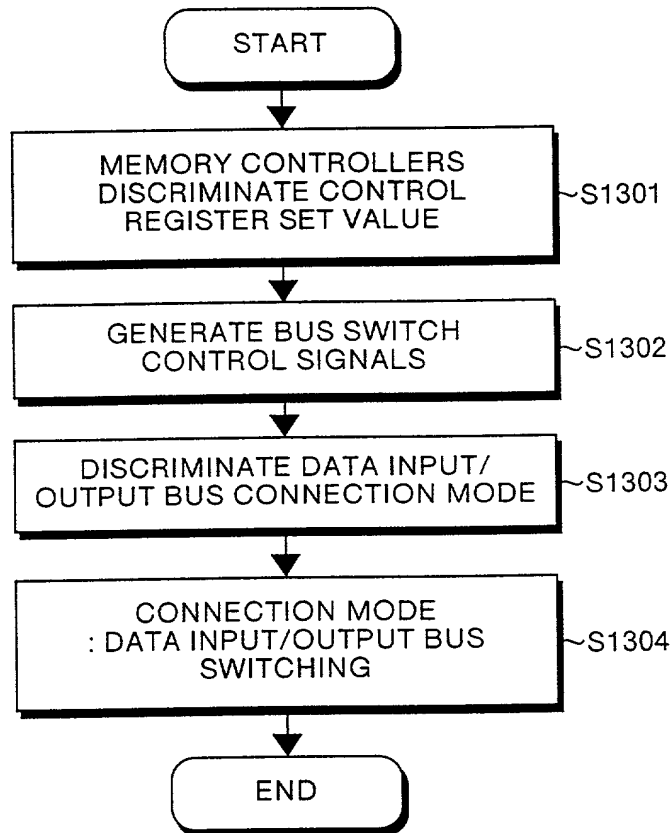 START
MEMORY CONTROLLERS
DISCRIMINATE CONTROL
REGISTER SET VALUE
~S1301
GENERATE BUS SWITCH
CONTROL SIGNALS
~S1302
DISCRIMINATE DATA INPUT/
OUTPUT BUS CONNECTION MODE
~S1303
CONNECTION MODE
: DATA INPUT/OUTPUT BUS
SWITCHING
~S1304
END